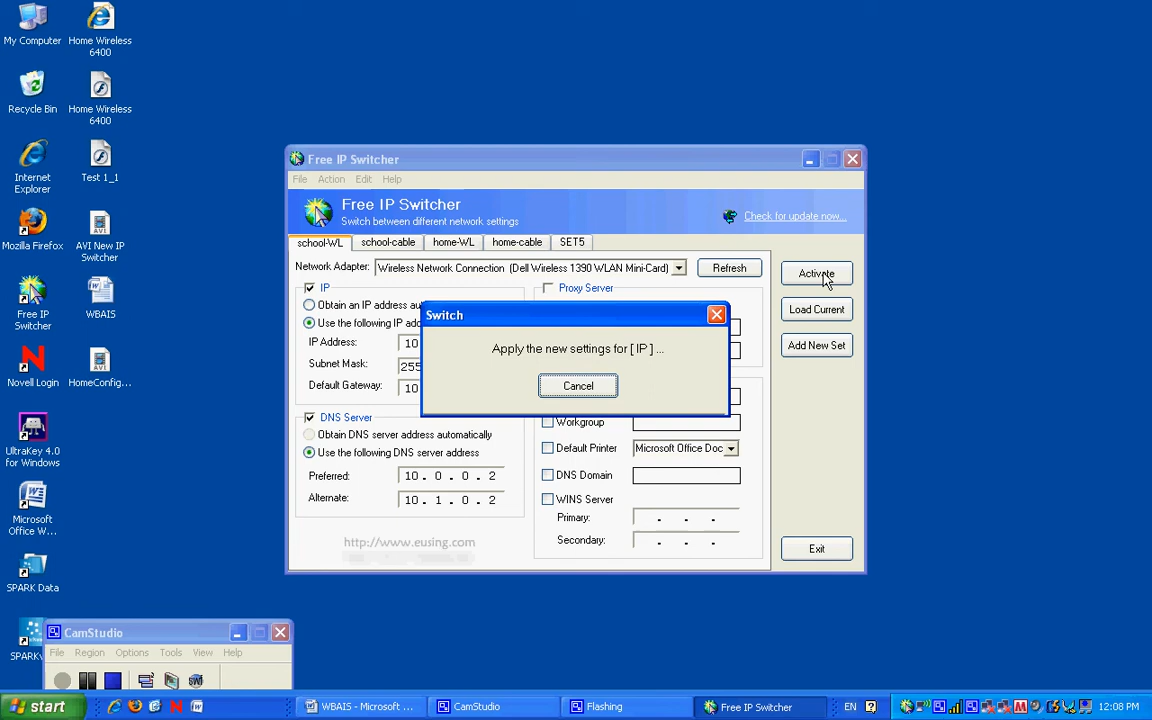 My Computer
Home Wireless
6400
Recycle Bin
Home Wireless
6400
Internet
Explorer
Test 1_1
Mozilla Firefox
AVI New IP
Switcher
Free IP
Switcher
WBAIS
Novell Login
HomeConfig...
UltraKey 4.0
for Windows
Microsoft
Office W...
SPARK Data
Free IP Switcher
File Action Edit Help
Free IP Switcher
Switch between different network settings
Check for update now...
school-WL school-cable home-WL home-cable SET5
Network Adapter: Wireless Network Connection (Dell Wireless 1390 WLAN Mini-Card) Refresh
IP
Proxy Server
Use the following IP add
IP Address: 10
Subnet Mask: 255
Default Gateway: 10
DNS Server
Obtain DNS server address automatically
Use the following DNS server address
Preferred: 10 . 0 . 0 . 2
Alternate: 10 . 1 . 0 . 2
http://www.eusing.com
Workgroup
Default Printer Microsoft Office Doc
DNS Domain
WINS Server
Primary: . . .
Secondary: . . .
Activate
Load Current
Add New Set
Exit
Switch
Apply the new settings for [ IP ] ...
Cancel
CamStudio
File Region Options Tools View Help
start
WBAIS - Microsoft ...
CamStudio
Flashing
Free IP Switcher
EN
12:08 PM